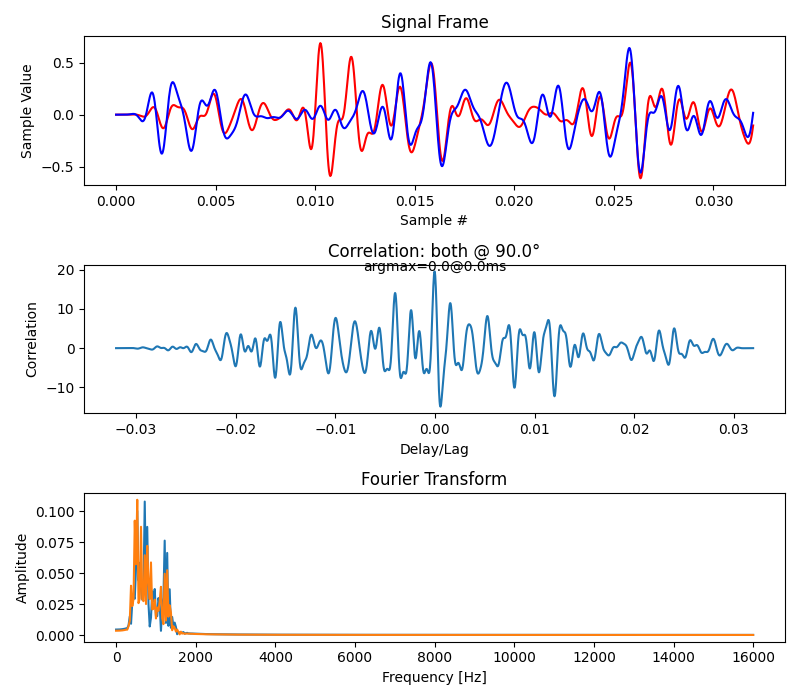 Signal Frame
Sample Value
0.5
0.0
−0.5
0.000 0.005 0.010 0.015 0.020 0.025 0.030
Sample #
Correlation: both @ 90.0°
argmax=0.0@0.0ms
Correlation
20
10
0
−10
−0.03 −0.02 −0.01 0.00 0.01 0.02 0.03
Delay/Lag
Fourier Transform
Amplitude
0.100
0.075
0.050
0.025
0.000
0 2000 4000 6000 8000 10000 12000 14000 16000
Frequency [Hz]